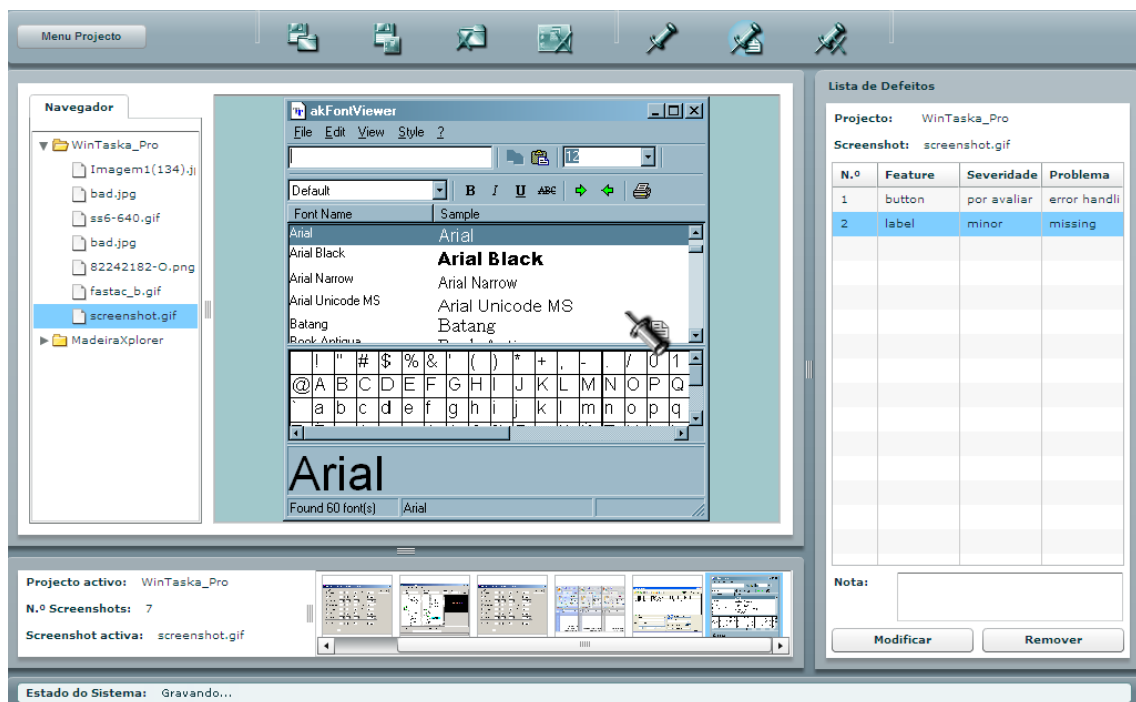 Menu Projecto
Navegador
WinTaska_Pro
Imagem1(134).j
bad.jpg
ss6-640.gif
bad.jpg
82242182-O.png
fastac_b.gif
screenshot.gif
MadeiraXplorer
akFontViewer
File Edit View Style ?
12
Default B I U ABC
Font Name Sample
Arial Arial
Arial Black Arial Black
Arial Narrow Arial Narrow
Arial Unicode MS Arial Unicode MS
Batang Batang
! " # $ % & ' ( ) * + , - . / 0 1
@ A B C D E F G H I J K L M N O P Q
` a b c d e f g h i j k l m n o p q
Arial
Found 60 font(s) Arial
Lista de Defeitos
Projecto: WinTaska_Pro
Screenshot: screenshot.gif
N.º Feature Severidade Problema
1 button por avaliar error handli
2 label minor missing
Nota:
Modificar Remover
Projecto activo: WinTaska_Pro
N.º Screenshots: 7
Screenshot activa: screenshot.gif
Estado do Sistema: Gravando...